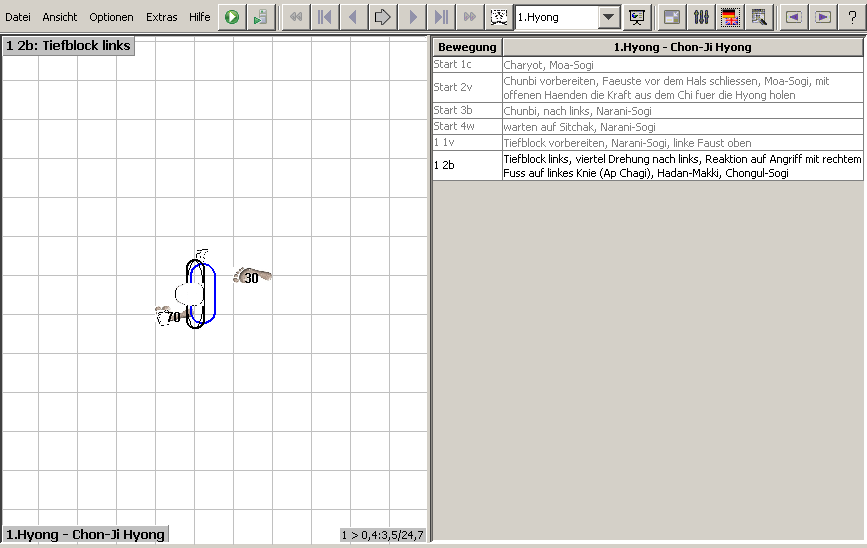 Datei Ansicht Optionen Extras Hilfe 1.Hyong ?
1 2b: Tiefblock links
30
70
1.Hyong - Chon-Ji Hyong
1 > 0,4:3,5/24,7
Bewegung 1.Hyong - Chon-Ji Hyong
Start 1c Charyot, Moa-Sogi
Start 2v Chunbi vorbereiten, Faeuste vor dem Hals schliessen, Moa-Sogi, mit
offenen Haenden die Kraft aus dem Chi fuer die Hyong holen
Start 3b Chunbi, nach links, Narani-Sogi
Start 4w warten auf Sitchak, Narani-Sogi
1 1v Tiefblock vorbereiten, Narani-Sogi, linke Faust oben
1 2b Tiefblock links, viertel Drehung nach links, Reaktion auf Angriff mit rechtem
Fuss auf linkes Knie (Ap Chagi), Hadan-Makki, Chongul-Sogi